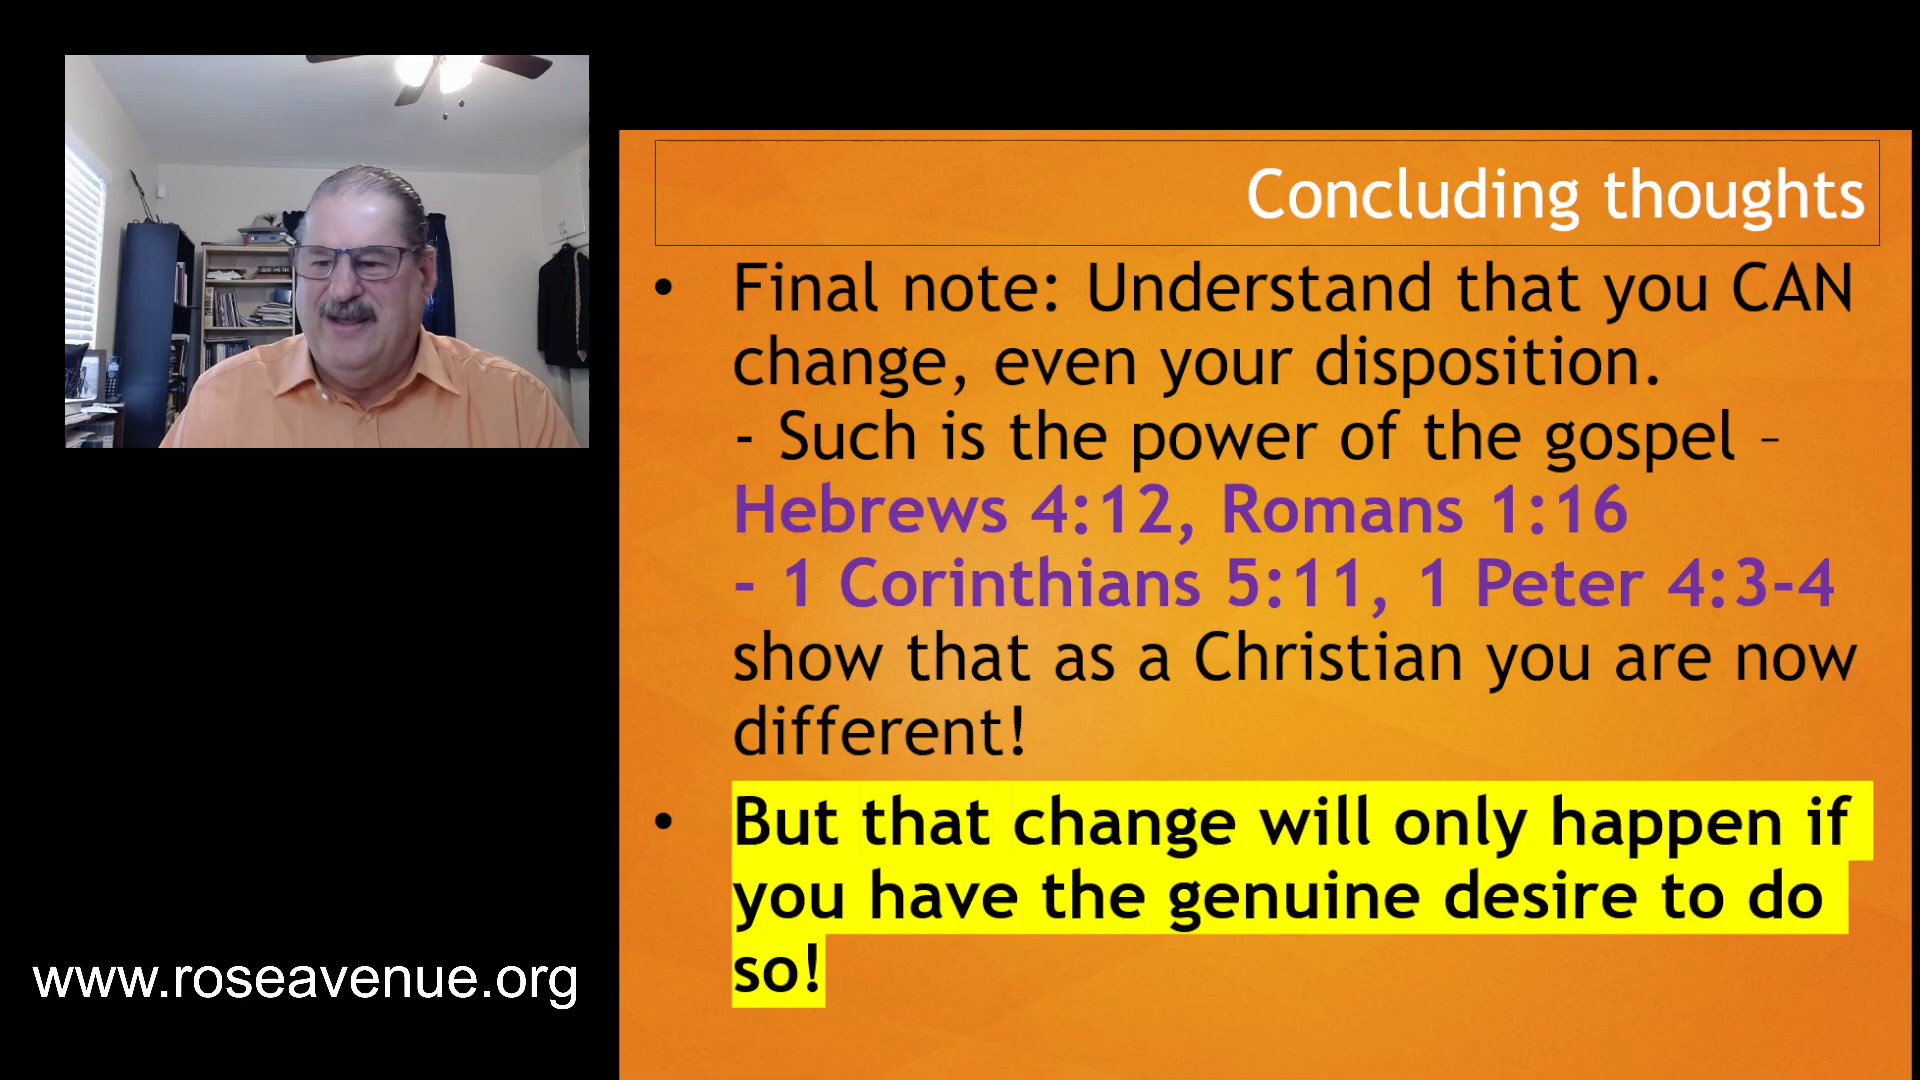 Concluding thoughts
• Final note: Understand that you CAN
change, even your disposition.
- Such is the power of the gospel –
Hebrews 4:12, Romans 1:16
- 1 Corinthians 5:11, 1 Peter 4:3-4
show that as a Christian you are now
different!
• But that change will only happen if
you have the genuine desire to do
so!
www.roseavenue.org